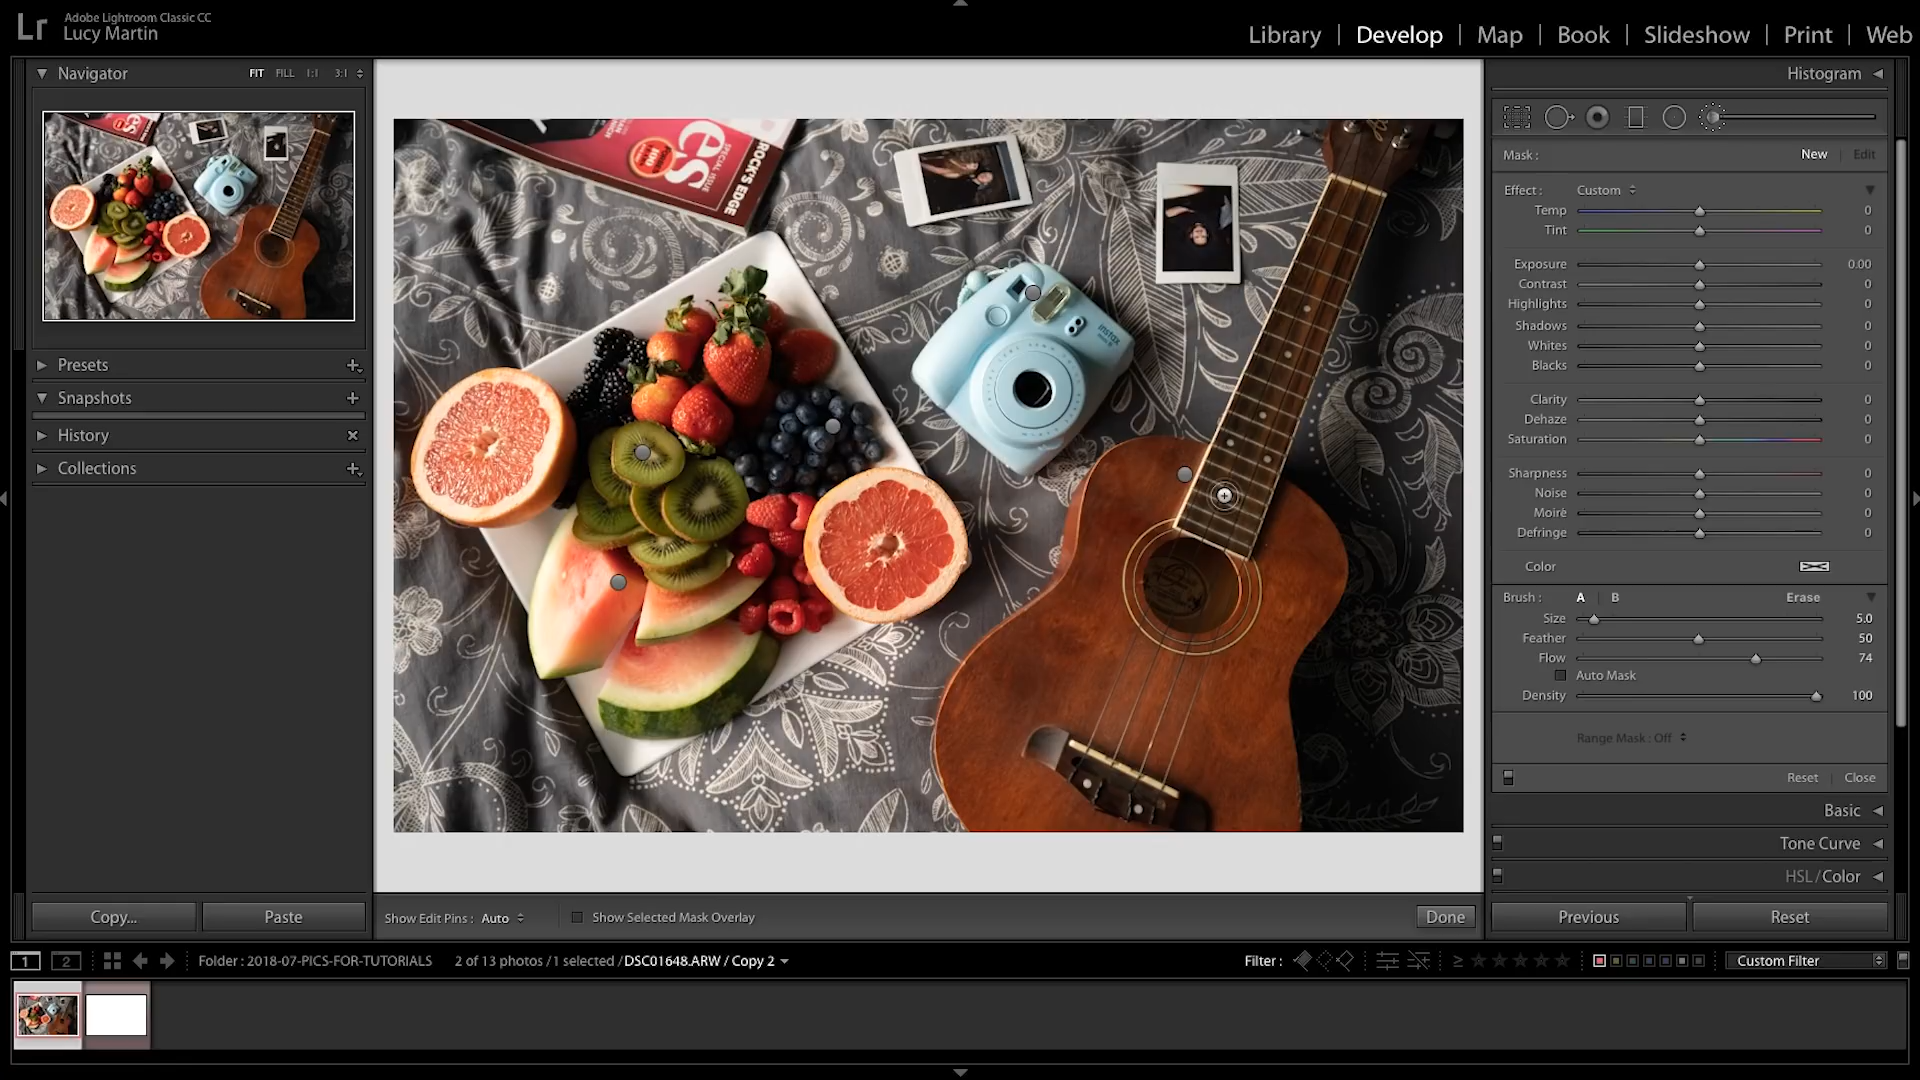 Lr
Adobe Lightroom Classic CC
Lucy Martin
Library | Develop | Map | Book | Slideshow | Print | Web
Navigator
FIT FILL 1:1 3:1
Presets
Snapshots
History
Collections
Copy...
Paste
SPECIAL ISSUE
es
100
ROCK'S EDGE
instax
Histogram
Mask :
New | Edit
Effect : Custom
Temp 0
Tint 0
Exposure 0.00
Contrast 0
Highlights 0
Shadows 0
Whites 0
Blacks 0
Clarity 0
Dehaze 0
Saturation 0
Sharpness 0
Noise 0
Moiré 0
Defringe 0
Color
Brush : A | B Erase
Size 5.0
Feather 50
Flow 74
Auto Mask
Density 100
Range Mask : Off
Reset Close
Basic
Tone Curve
HSL / Color
Previous
Reset
Show Edit Pins : Auto
Show Selected Mask Overlay
Done
1 2
Folder : 2018-07-PICS-FOR-TUTORIALS
2 of 13 photos / 1 selected / DSC01648.ARW / Copy 2
Filter :
≥
Custom Filter